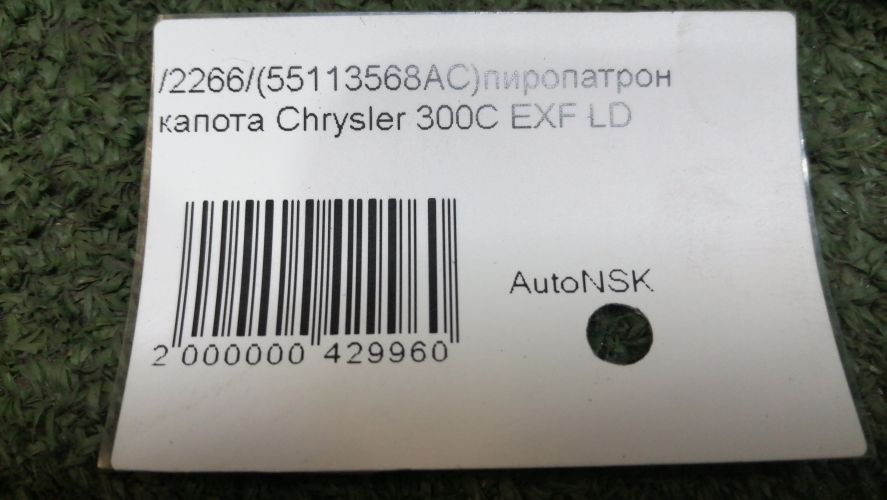 /2266/(55113568AC)пиропатрон
капота Chrysler 300C EXF LD
AutoNSK
2 000000 429960